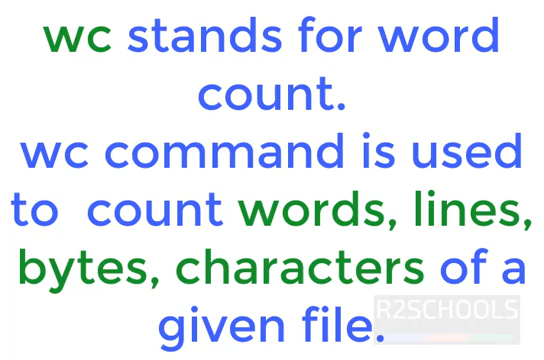 wc stands for word
count.
wc command is used
to count words, lines,
bytes, characters of a
R2SCHOOLS
given file.